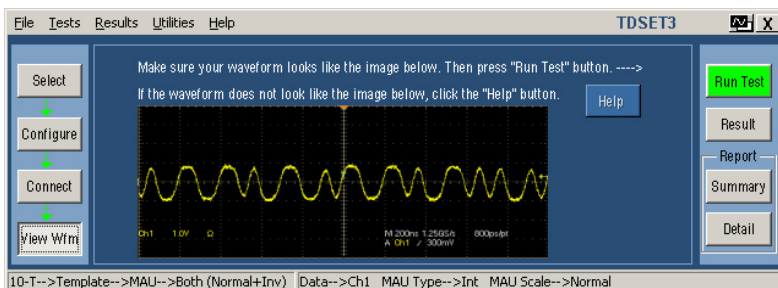 File Tests Results Utilities Help TDSET3 X
Make sure your waveform looks like the image below. Then press "Run Test" button. ---->
If the waveform does not look like the image below, click the "Help" button.
Help
Select
Configure
Connect
View Wfm
Ch1 1.0V Ω
M 200ns 1.25GS/s 800ps/pt
A Ch1 / 300mV
Run Test
Result
Report
Summary
Detail
10-T-->Template-->MAU-->Both (Normal+Inv) Data-->Ch1 MAU Type-->Int MAU Scale-->Normal